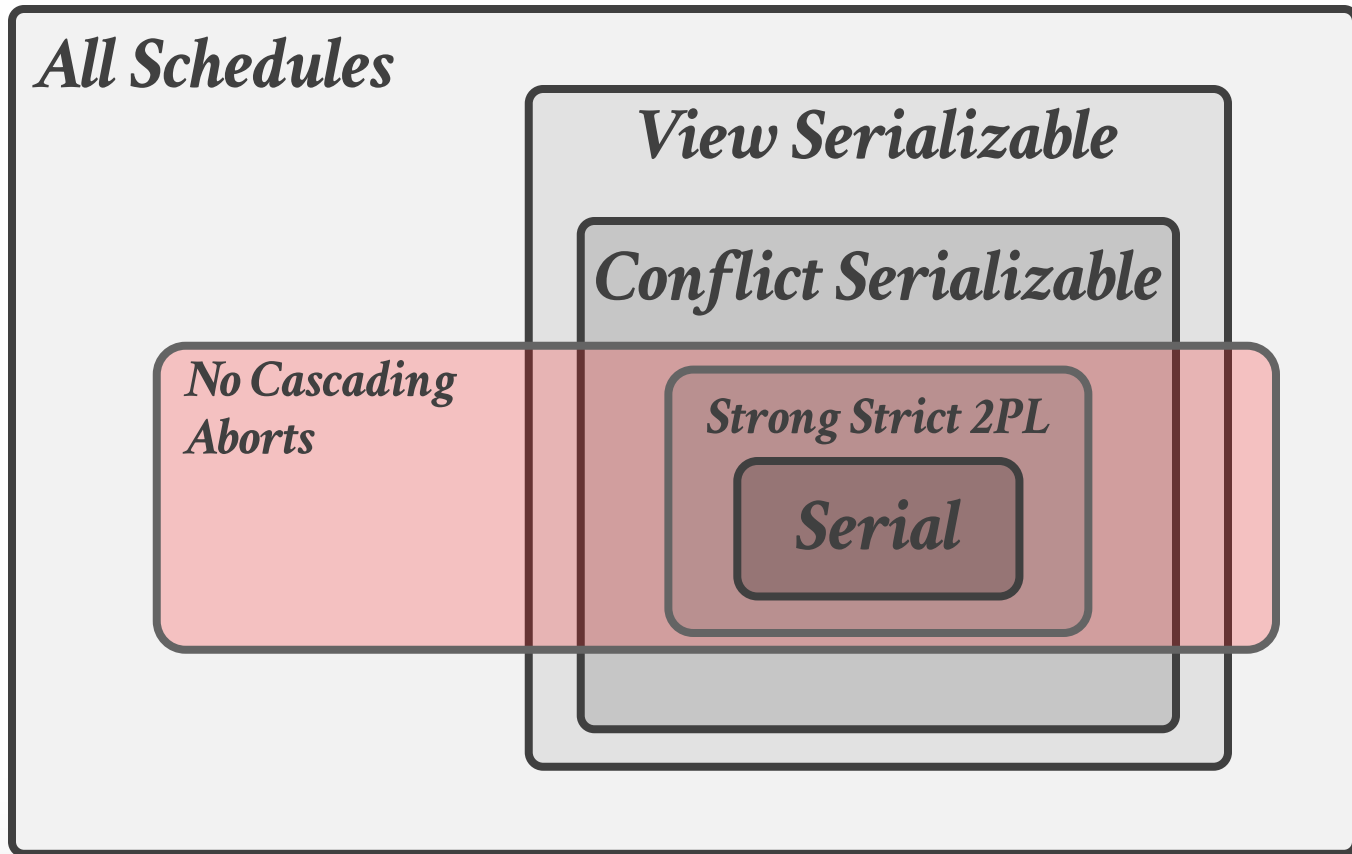 All Schedules
View Serializable
Conflict Serializable
No Cascading
Aborts
Strong Strict 2PL
Serial